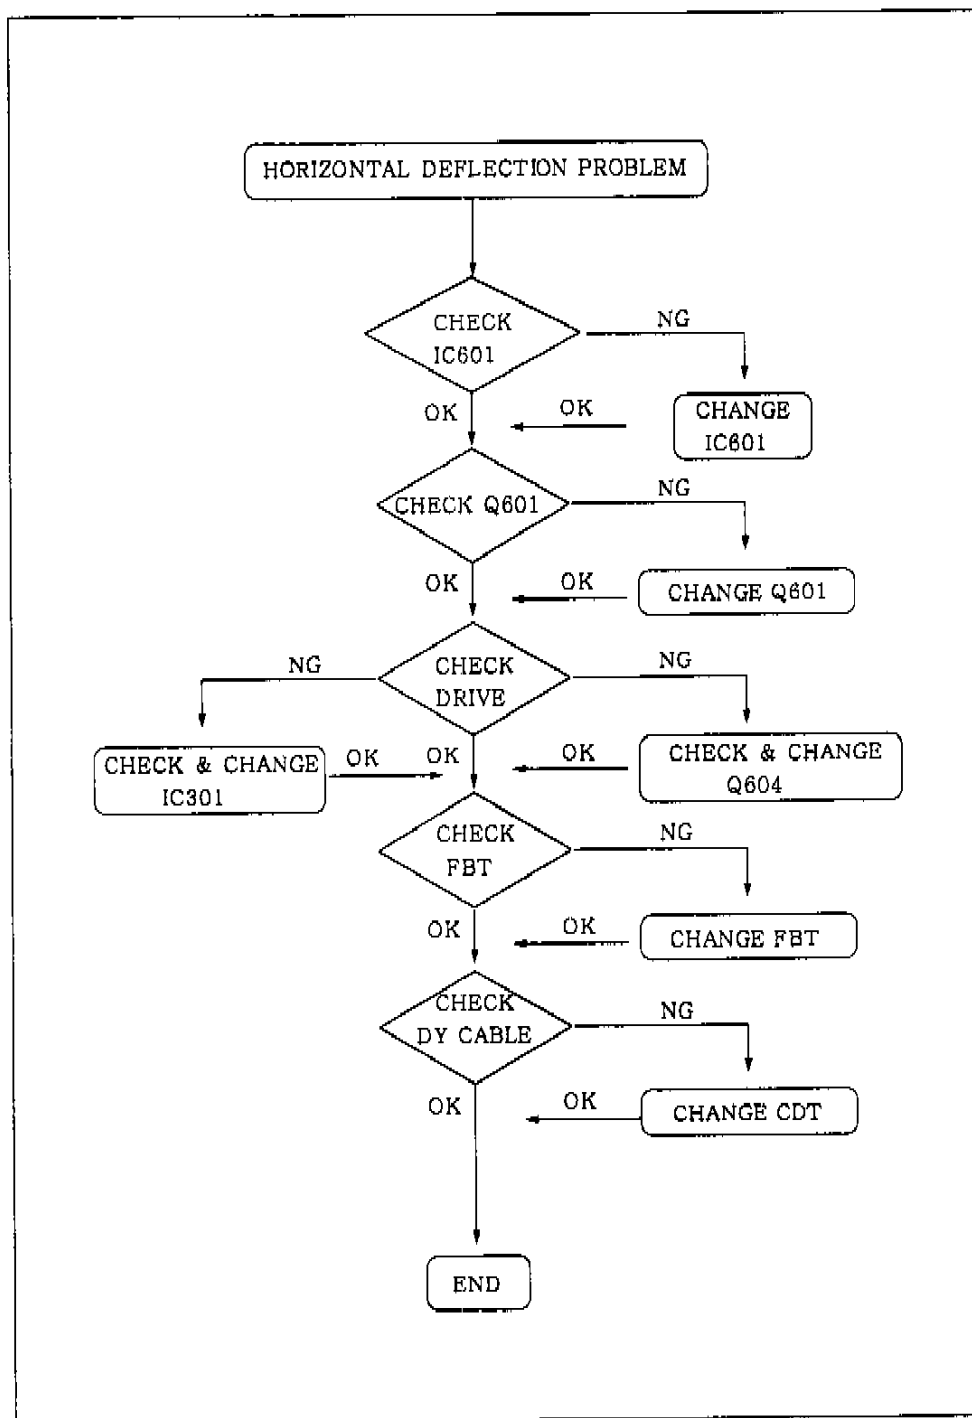 HORIZONTAL DEFLECTION PROBLEM
CHECK
IC601
NG
OK
OK
CHANGE
IC601
CHECK Q601
NG
OK
OK
CHANGE Q601
NG
CHECK
DRIVE
NG
CHECK & CHANGE
IC301
OK
OK
OK
CHECK & CHANGE
Q604
CHECK
FBT
NG
OK
OK
CHANGE FBT
CHECK
DY CABLE
NG
OK
OK
CHANGE CDT
END